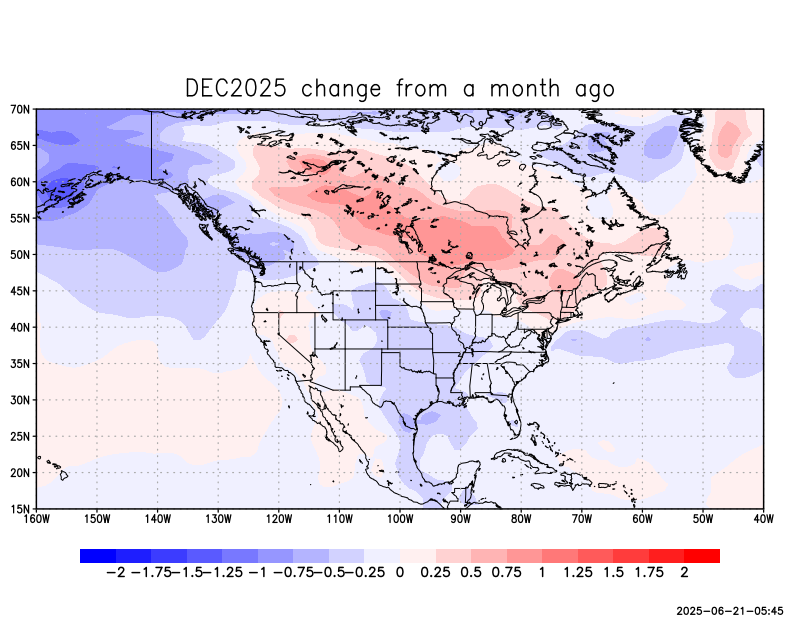 DEC2025 change from a month ago
70N
65N
60N
55N
50N
45N
40N
35N
30N
25N
20N
15N
160W 150W 140W 130W 120W 110W 100W 90W 80W 70W 60W 50W 40W
-2 -1.75 -1.5 -1.25 -1 -0.75 -0.5 -0.25 0 0.25 0.5 0.75 1 1.25 1.5 1.75 2
2025-06-21-05:45